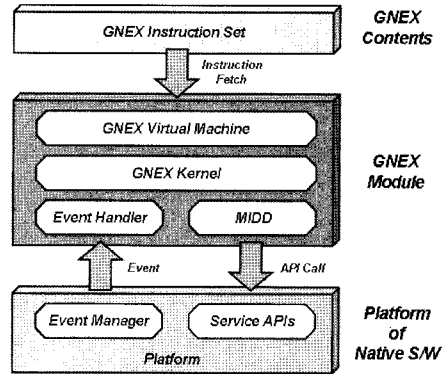 GNEX Instruction Set
GNEX
Contents
Instruction
Fetch
GNEX Virtual Machine
GNEX Kernel
GNEX
Module
Event Handler
MIDD
Event
API Call
Event Manager
Service APIs
Platform
Platform
of
Native S/W